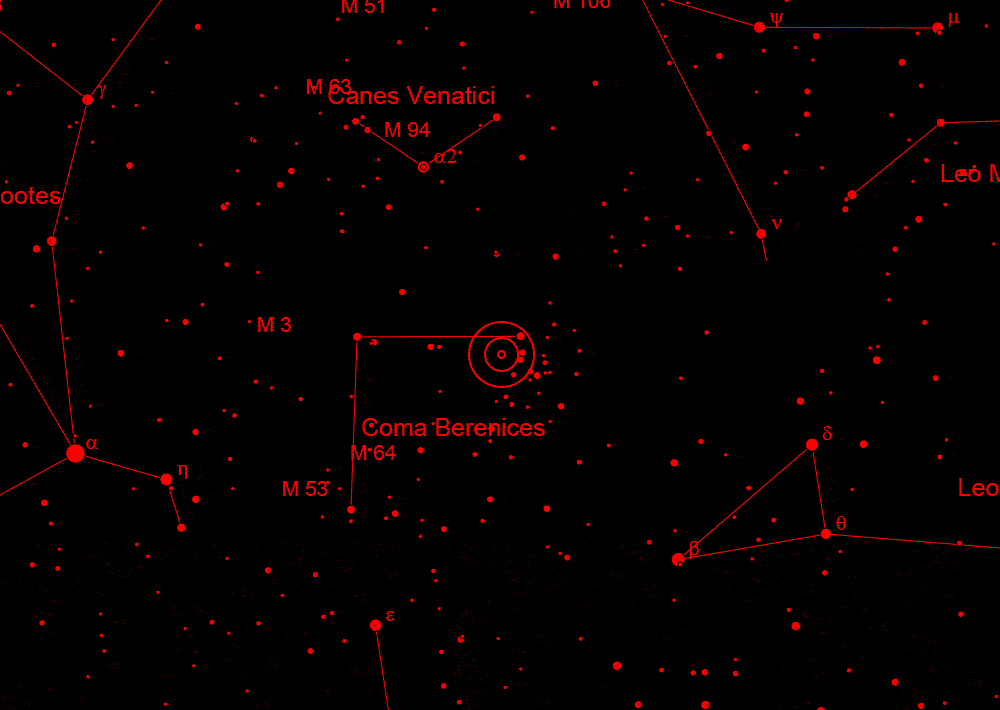 M 51
M 106
ψ
μ
γ
M 63
Canes Venatici
M 94
α2
Leo M
ootes
ν
M 3
Coma Berenices
M 64
α
δ
η
M 53
Leo
θ
β
ε